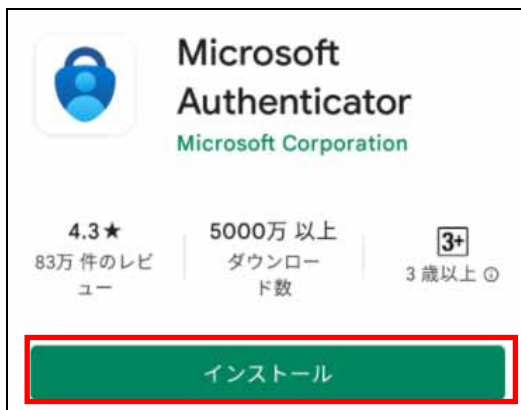 Microsoft
Authenticator
Microsoft Corporation
4.3★
83万 件のレビ
ュー
5000万 以上
ダウンロー
ド数
3+
3 歳以上 ⓘ
インストール